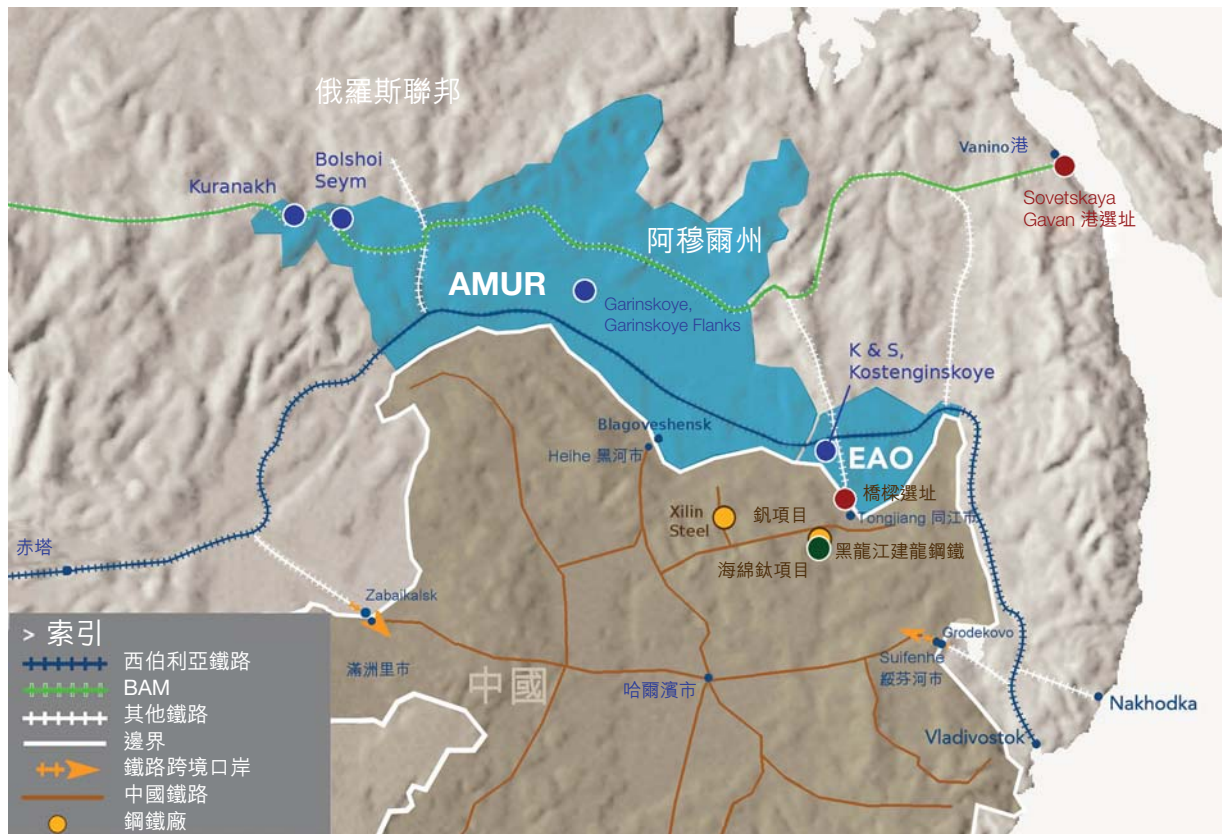 俄羅斯聯邦
Bolshoi
Seym
Kuranakh
Vanino港
Sovetskaya
Gavan 港選址
阿穆爾州
AMUR
Garinskoye,
Garinskoye Flanks
K & S,
Kostenginskoye
Blagoveshensk
Heihe 黑河市
EAO
橋樑選址
Xilin
Steel
釩項目
Tongjiang 同江市
黑龍江建龍鋼鐵
海綿鈦項目
赤塔
Zabaikalsk
滿洲里市
中國
哈爾濱市
Grodekovo
Suifenhe
綏芬河市
Nakhodka
Vladivostok
> 索引
西伯利亞鐵路
BAM
其他鐵路
邊界
鐵路跨境口岸
中國鐵路
鋼鐵廠